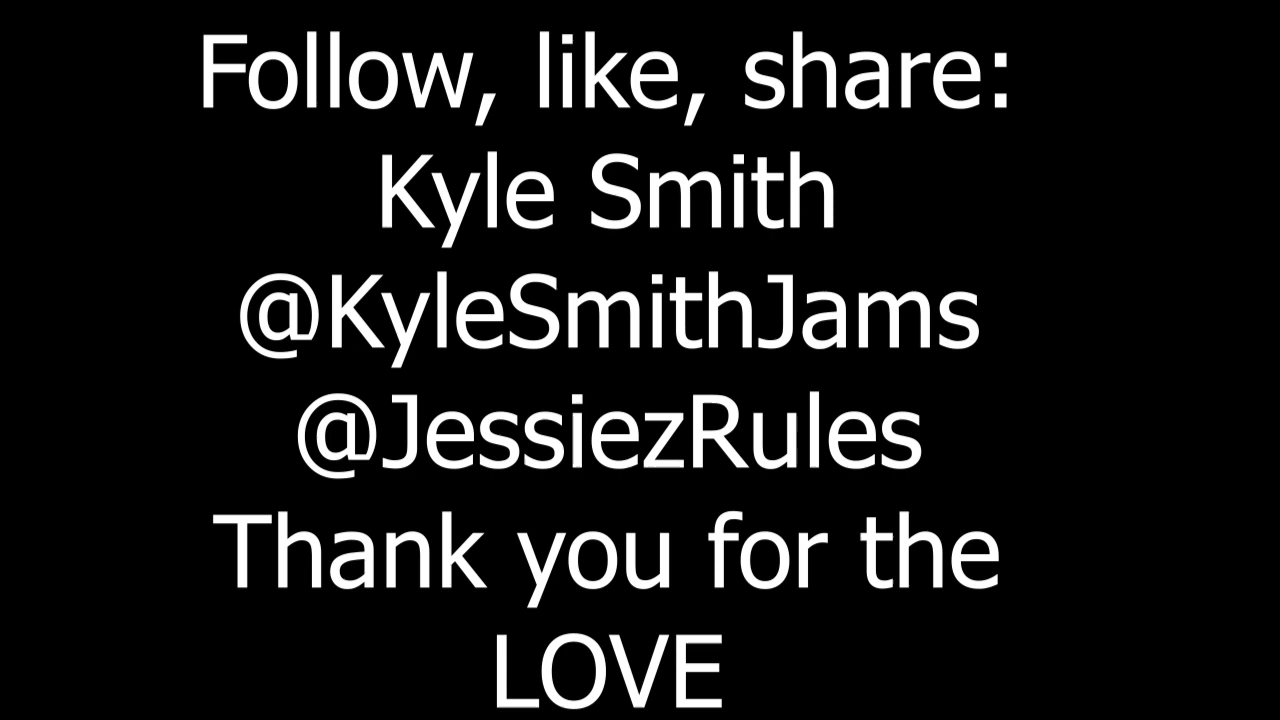 Follow, like, share:
Kyle Smith
@KyleSmithJams
@JessiezRules
Thank you for the
LOVE